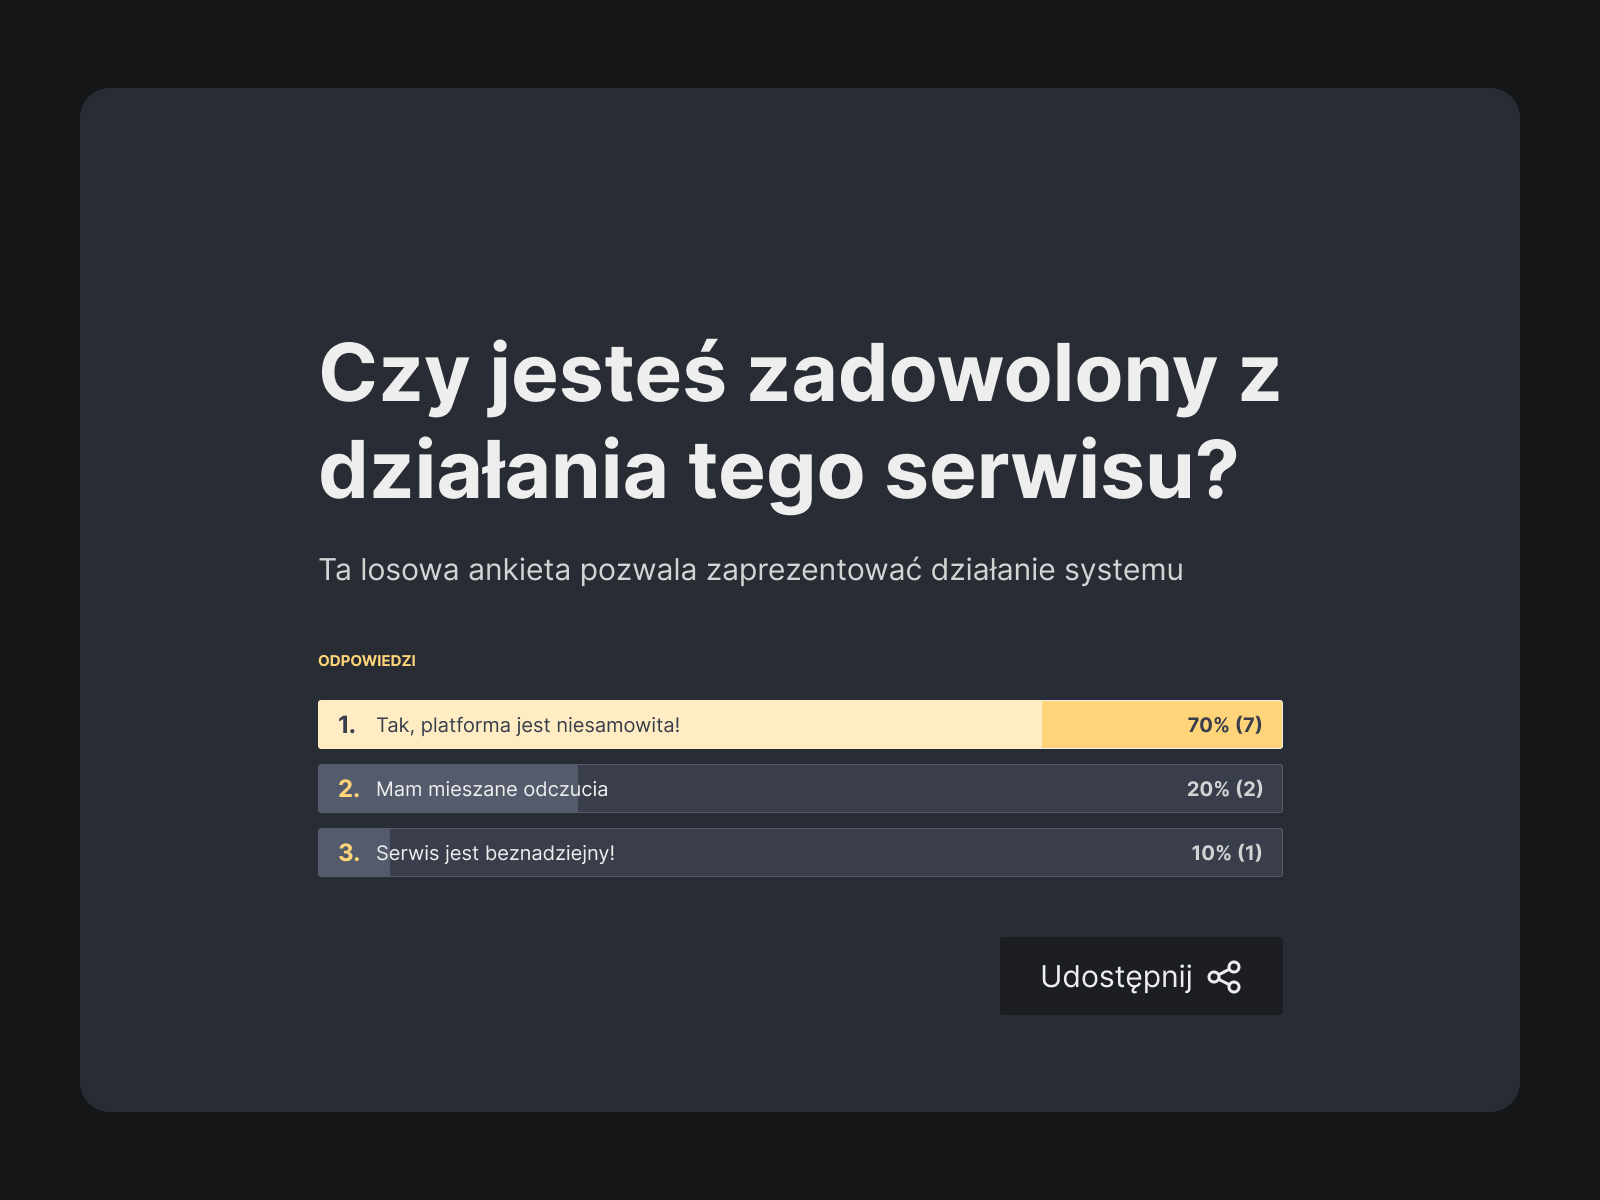 Czy jesteś zadowolony z
działania tego serwisu?
Ta losowa ankieta pozwala zaprezentować działanie systemu
ODPOWIEDZI
1. Tak, platforma jest niesamowita! 70% (7)
2. Mam mieszane odczucia 20% (2)
3. Serwis jest beznadziejny! 10% (1)
Udostępnij